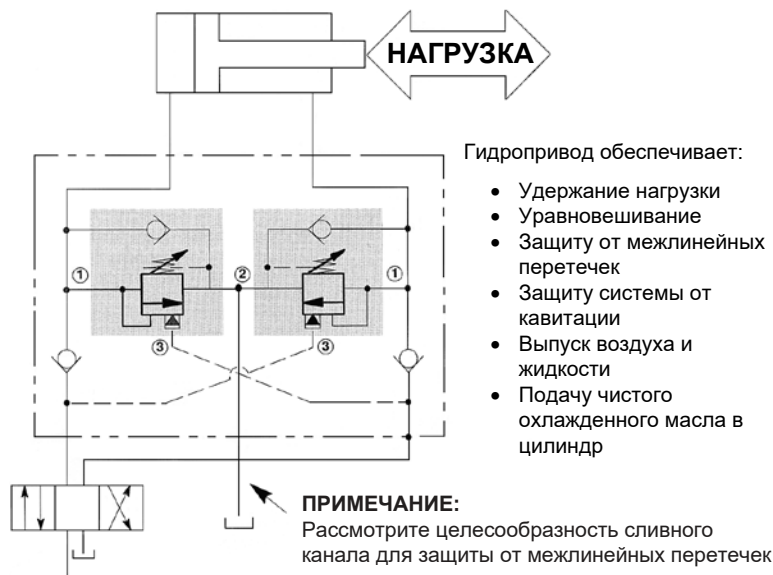 НАГРУЗКА
Гидропривод обеспечивает:
• Удержание нагрузки
• Уравновешивание
• Защиту от межлинейных
перетечек
• Защиту системы от
кавитации
• Выпуск воздуха и
жидкости
• Подачу чистого
охлажденного масла в
цилиндр
1
2
1
3
3
ПРИМЕЧАНИЕ:
Рассмотрите целесообразность сливного
канала для защиты от межлинейных перетечек